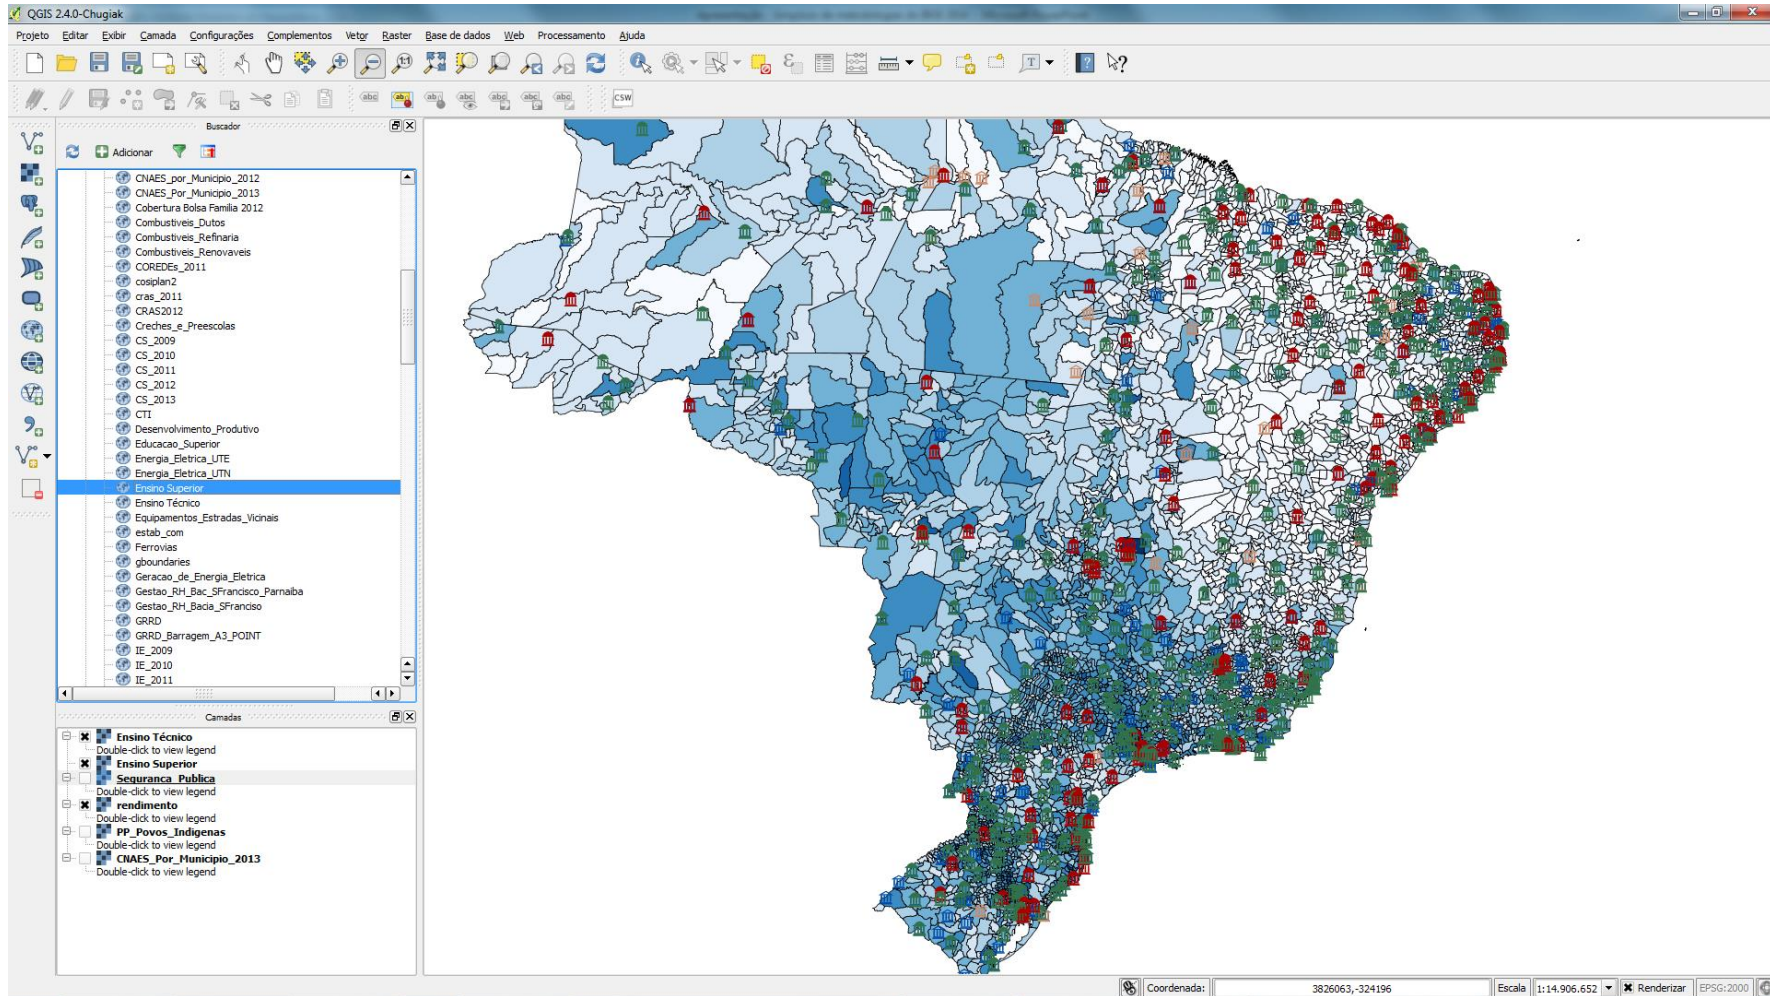 QGIS 2.4.0-Chugiak
Projeto Editar Exibir Camada Configurações Complementos Vetor Raster Base de dados Web Processamento Ajuda
CSW
Buscador
Adicionar
CNAES_por_Municipio_2012
CNAES_Por_Municipio_2013
Cobertura Bolsa Familia 2012
Combustiveis_Dutos
Combustiveis_Refinaria
Combustiveis_Renovaveis
COREDEs_2011
cosiplan2
cras_2011
CRAS2012
Creches_e_Preescolas
CS_2009
CS_2010
CS_2011
CS_2012
CS_2013
CTI
Desenvolvimento_Produtivo
Educacao_Superior
Energia_Eletrica_UTE
Energia_Eletrica_UTN
Ensino Superior
Ensino Técnico
Equipamentos_Estradas_Vicinais
estab_com
Ferrovias
gboundaries
Geracao_de_Energia_Eletrica
Gestao_RH_Bac_SFrancisco_Parnaiba
Gestao_RH_Bacia_SFranciso
GRRD
GRRD_Barragem_A3_POINT
IE_2009
IE_2010
IE_2011
Camadas
Ensino Técnico
Double-click to view legend
Ensino Superior
Double-click to view legend
Seguranca_Publica
Double-click to view legend
rendimento
Double-click to view legend
PP_Povos_Indigenas
Double-click to view legend
CNAES_Por_Municipio_2013
Double-click to view legend
Coordenada: 3826063,-324196 Escala 1:14.906.652 Renderizar EPSG:2000